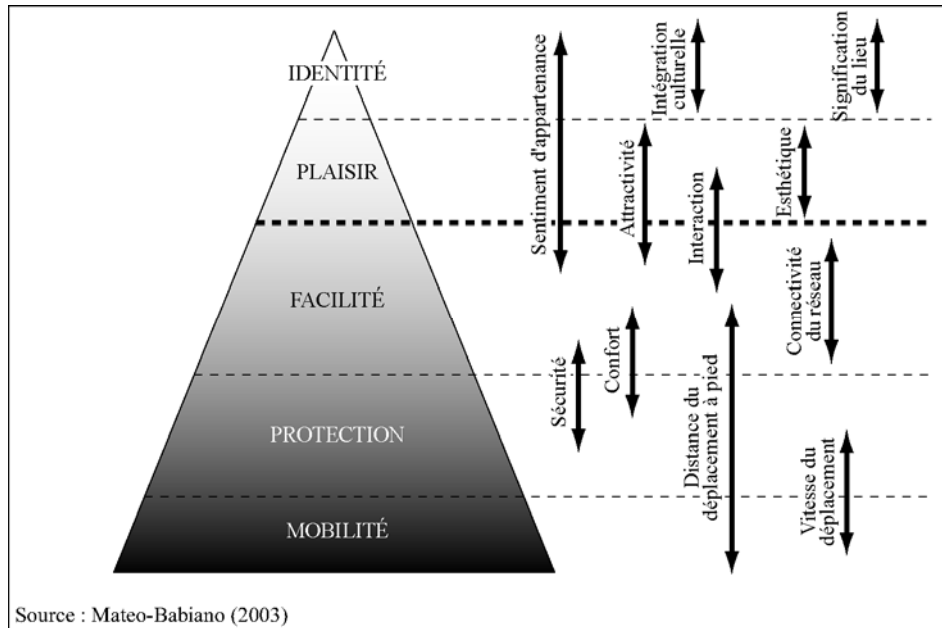 IDENTITÉ
PLAISIR
FACILITÉ
PROTECTION
MOBILITÉ
Sentiment d'appartenance
Intégration
culturelle
Signification
du lieu
Attractivité
Interaction
Esthétique
Connectivité
du réseau
Sécurité
Confort
Distance du
déplacement à pied
Vitesse du
déplacement
Source : Mateo-Babiano (2003)